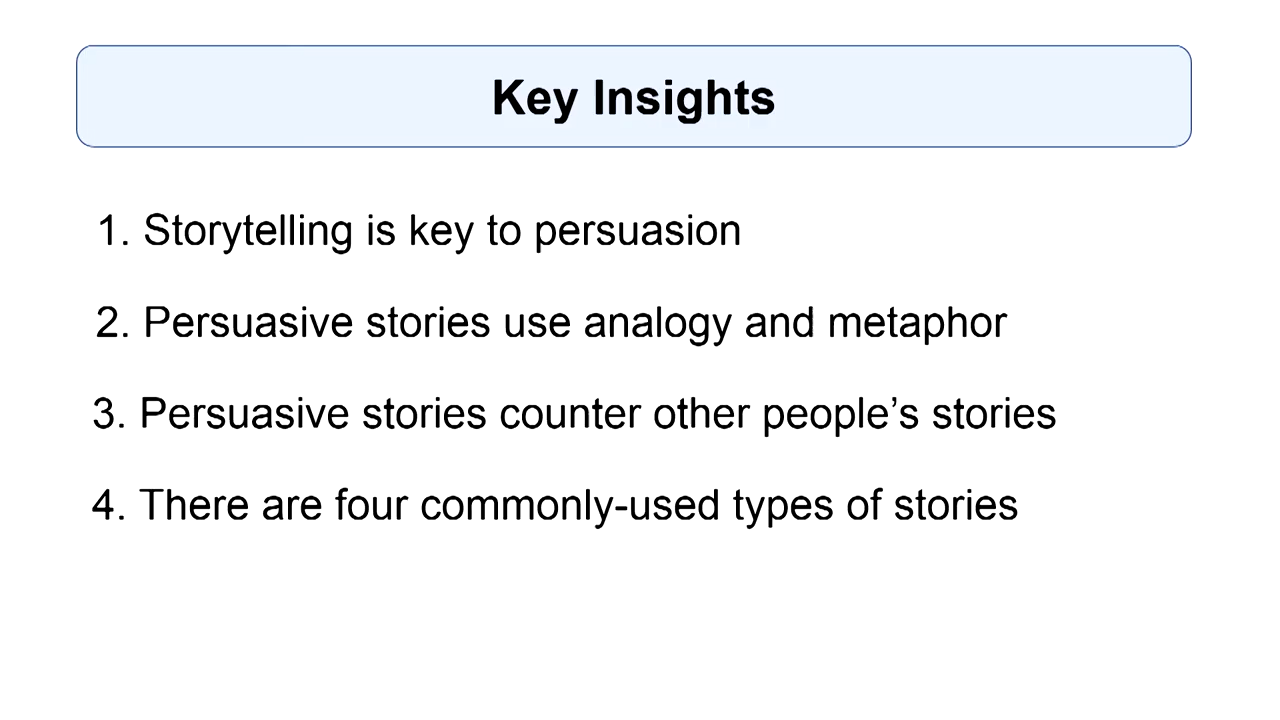 Key Insights
1. Storytelling is key to persuasion
2. Persuasive stories use analogy and metaphor
3. Persuasive stories counter other people’s stories
4. There are four commonly-used types of stories